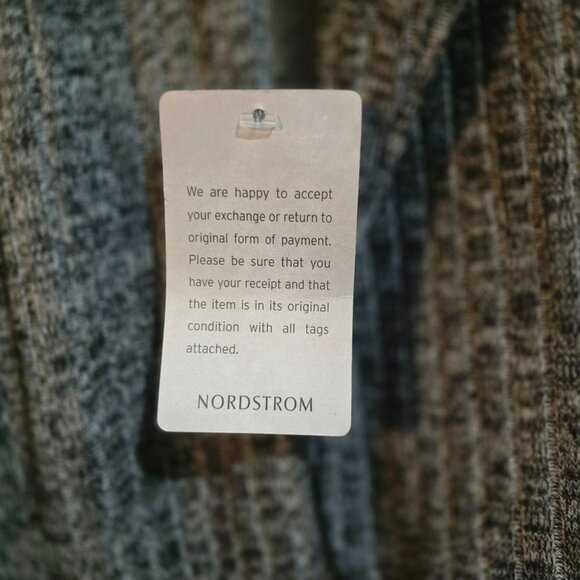 We are happy to accept
your exchange or return to
original form of payment.
Please be sure that you
have your receipt and that
the item is in its original
condition with all tags
attached.
NORDSTROM